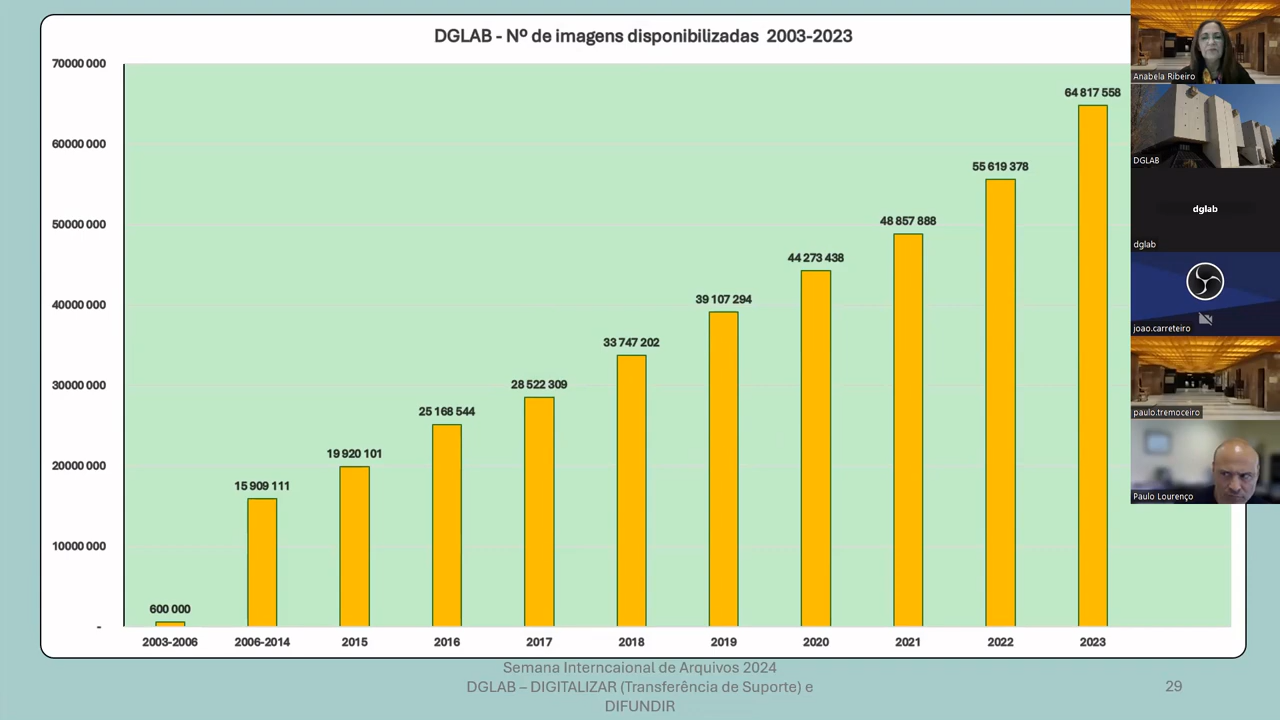 DGLAB - Nº de imagens disponibilizadas 2003-2023
70000 000
60000 000
50000 000
40000 000
30000 000
20000 000
10000 000
-
600 000
15 909 111
19 920 101
25 168 544
28 522 309
33 747 202
39 107 294
44 273 438
48 857 888
55 619 378
64 817 558
2003-2006
2006-2014
2015
2016
2017
2018
2019
2020
2021
2022
2023
Semana Interncaional de Arquivos 2024
DGLAB – DIGITALIZAR (Transferência de Suporte) e
DIFUNDIR
29
Anabela Ribeiro
DGLAB
dglab
dglab
joao.carreteiro
paulo.tremoceiro
Paulo Lourenço